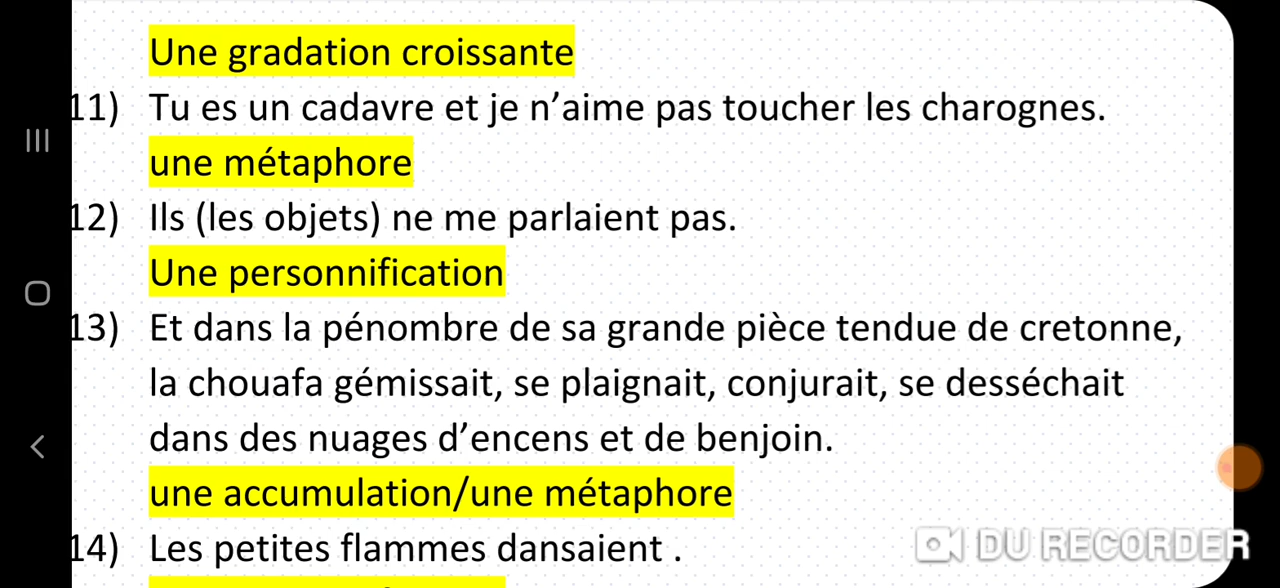 Une gradation croissante
11) Tu es un cadavre et je n’aime pas toucher les charognes.
une métaphore
12) Ils (les objets) ne me parlaient pas.
Une personnification
13) Et dans la pénombre de sa grande pièce tendue de cretonne,
la chouafa gémissait, se plaignait, conjurait, se desséchait
dans des nuages d’encens et de benjoin.
une accumulation/une métaphore
14) Les petites flammes dansaient .
DU RECORDER